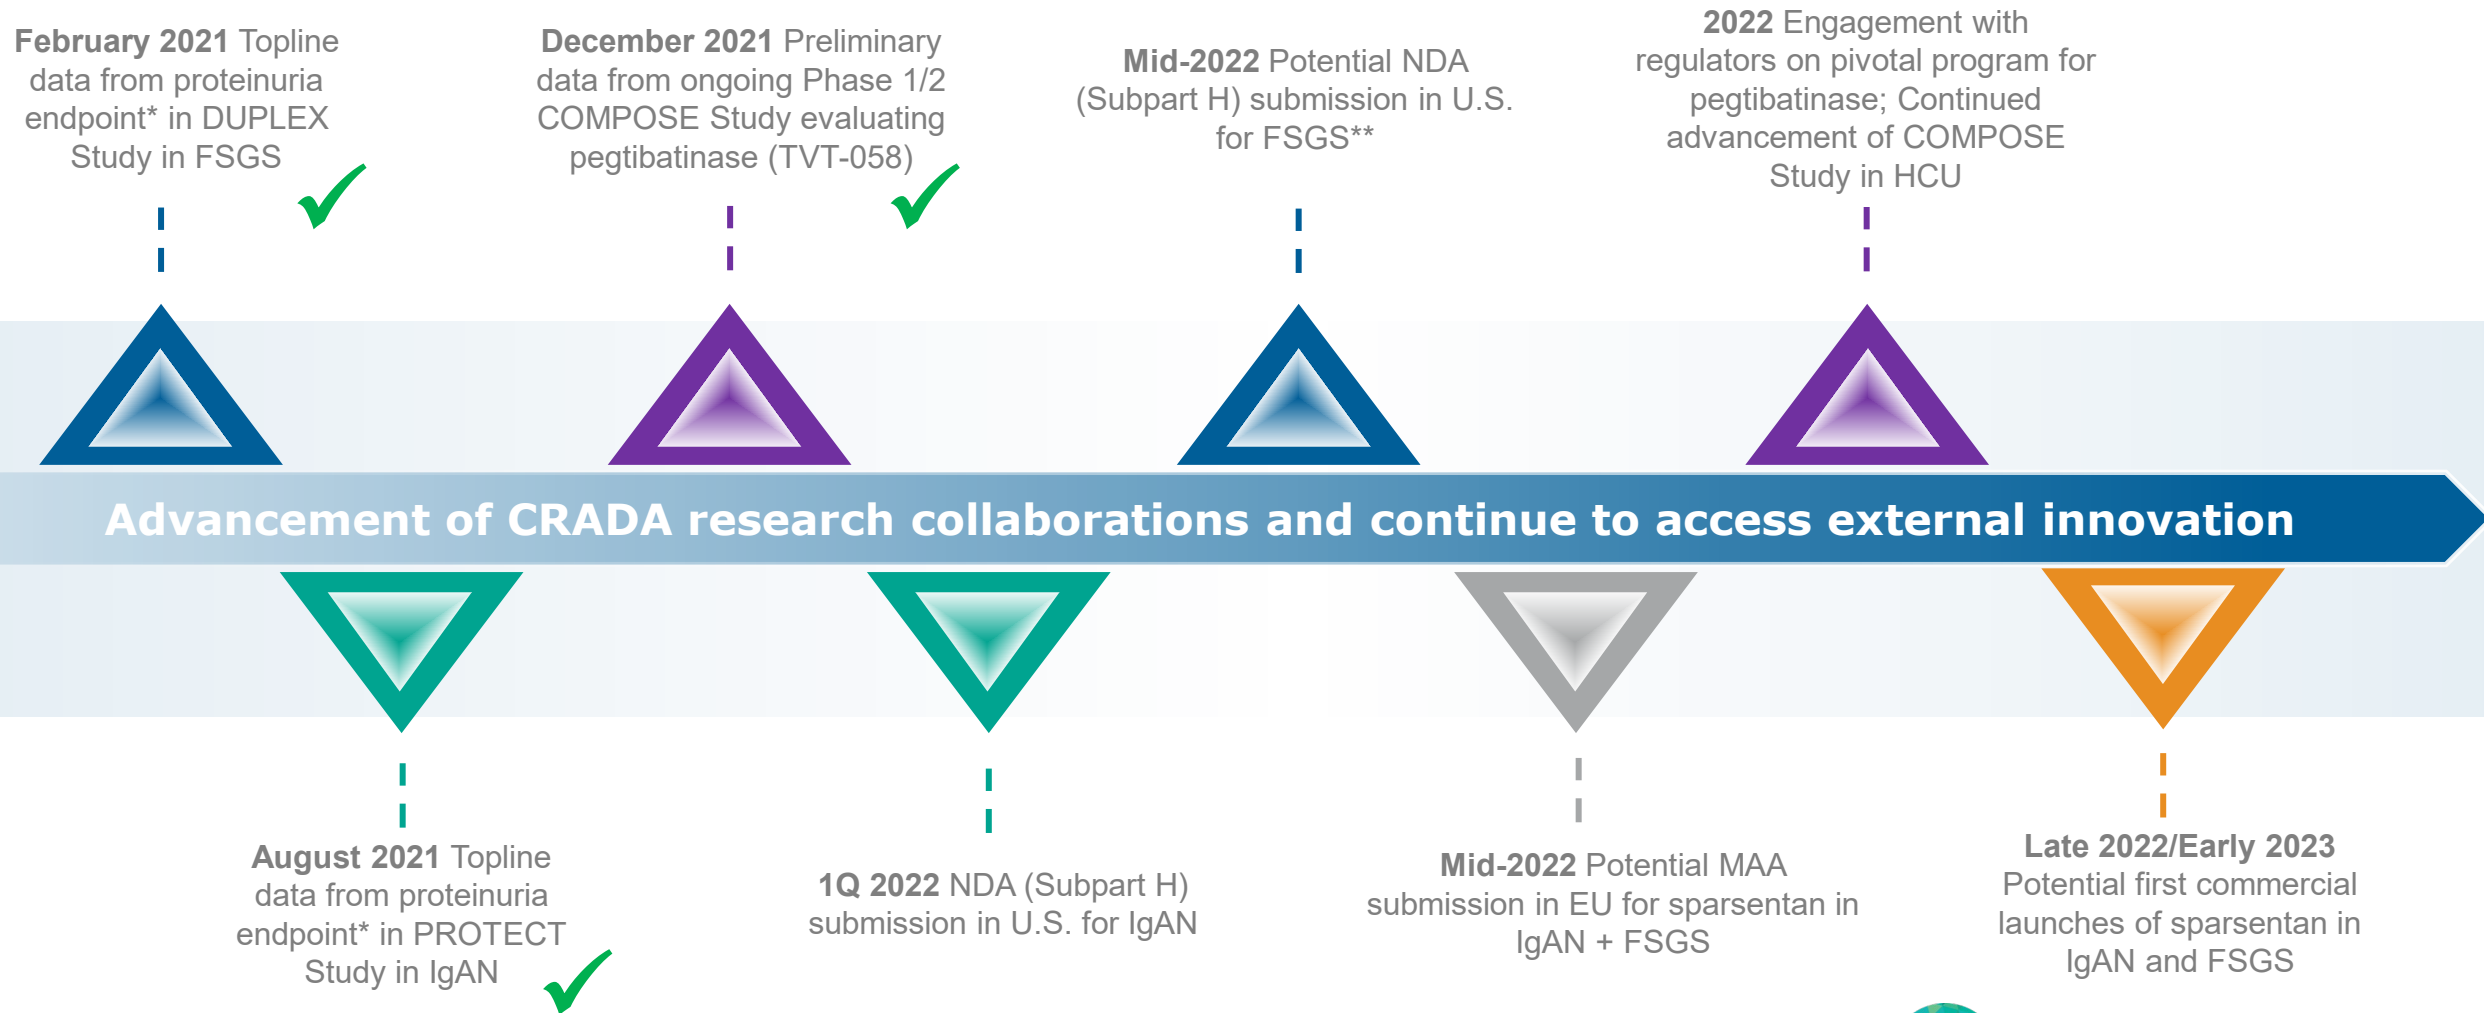 February 2021 Topline
data from proteinuria
endpoint* in DUPLEX
Study in FSGS
December 2021 Preliminary
data from ongoing Phase 1/2
COMPOSE Study evaluating
pegtibatinase (TVT-058)
Mid-2022 Potential NDA
(Subpart H) submission in U.S.
for FSGS**
2022 Engagement with
regulators on pivotal program for
pegtibatinase; Continued
advancement of COMPOSE
Study in HCU
Advancement of CRADA research collaborations and continue to access external innovation
August 2021 Topline
data from proteinuria
endpoint* in PROTECT
Study in IgAN
1Q 2022 NDA (Subpart H)
submission in U.S. for IgAN
Mid-2022 Potential MAA
submission in EU for sparsentan in
IgAN + FSGS
Late 2022/Early 2023
Potential first commercial
launches of sparsentan in
IgAN and FSGS